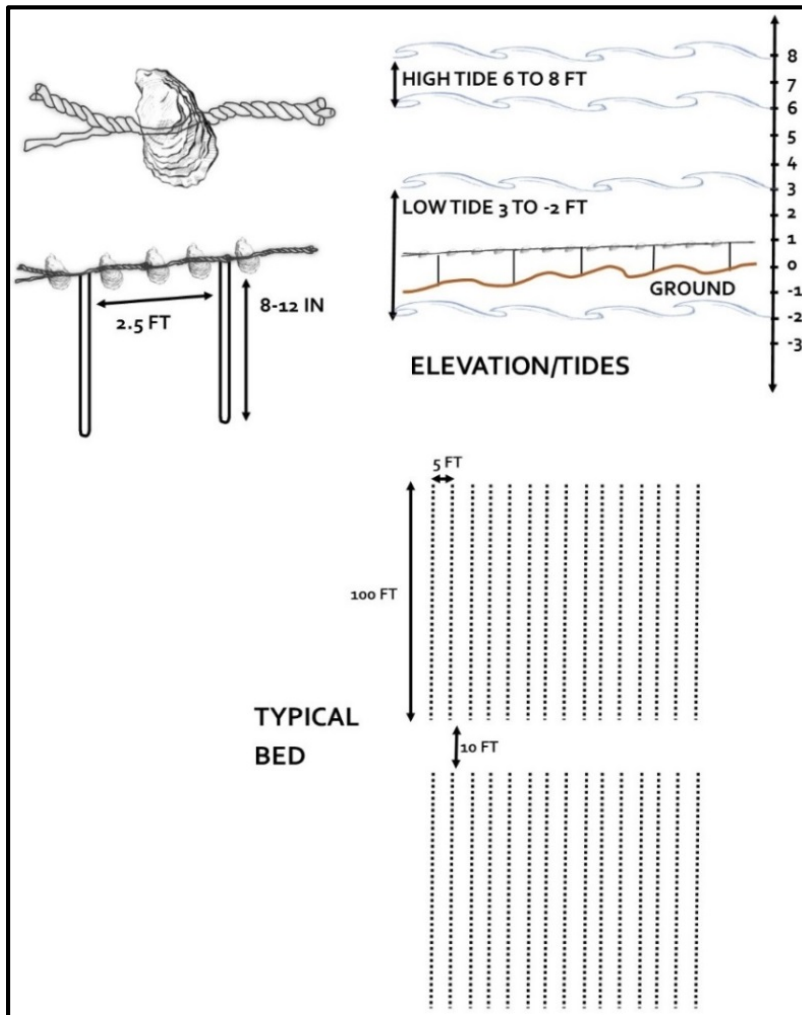 HIGH TIDE 6 TO 8 FT
LOW TIDE 3 TO -2 FT
GROUND
ELEVATION/TIDES
8
7
6
5
4
3
2
1
0
-1
-2
-3
2.5 FT
8-12 IN
5 FT
100 FT
10 FT
TYPICAL
BED